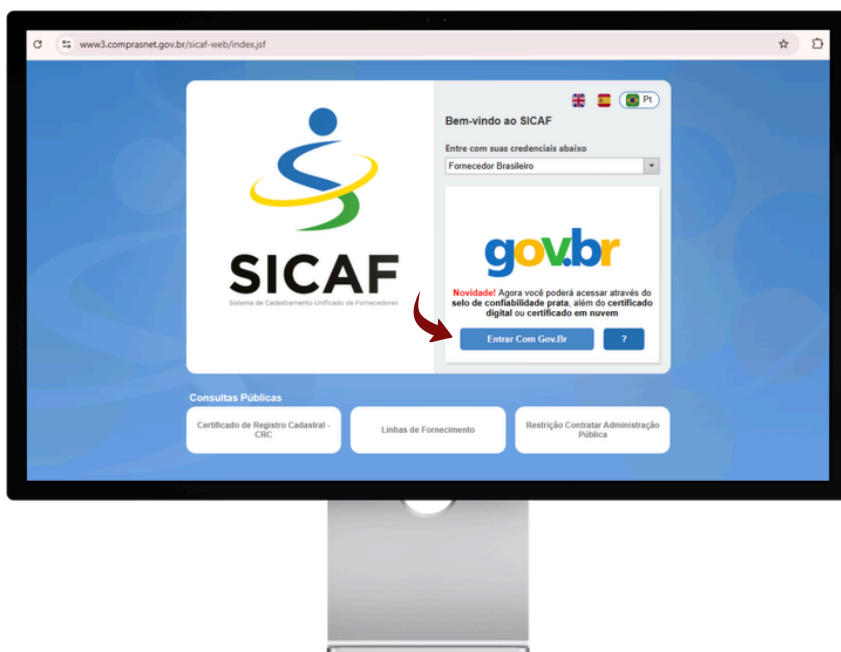 www3.comprasnet.gov.br/sicaf-web/index.jsf
Pt
Bem-vindo ao SICAF
Entre com suas credenciais abaixo
Fornecedor Brasileiro
SICAF
Sistema de Cadastramento Unificado de Fornecedores
gov.br
Novidade! Agora você poderá acessar através do
selo de confiabilidade prata, além do certificado
digital ou certificado em nuvem
Entrar Com Gov.Br
?
Consultas Públicas
Certificado de Registro Cadastral -
CRC
Linhas de Fornecimento
Restrição Contratar Administração
Pública